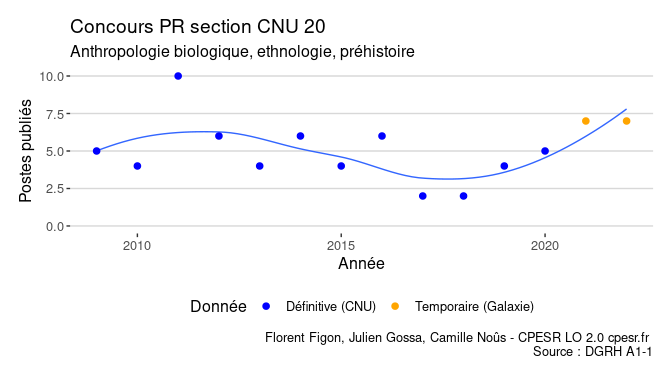 Concours PR section CNU 20
Anthropologie biologique, ethnologie, préhistoire
Postes publiés
10.0
7.5
5.0
2.5
0.0
2010 2015 2020
Année
Donnée Définitive (CNU) Temporaire (Galaxie)
Florent Figon, Julien Gossa, Camille Noûs - CPESR LO 2.0 cpesr.fr
Source : DGRH A1-1